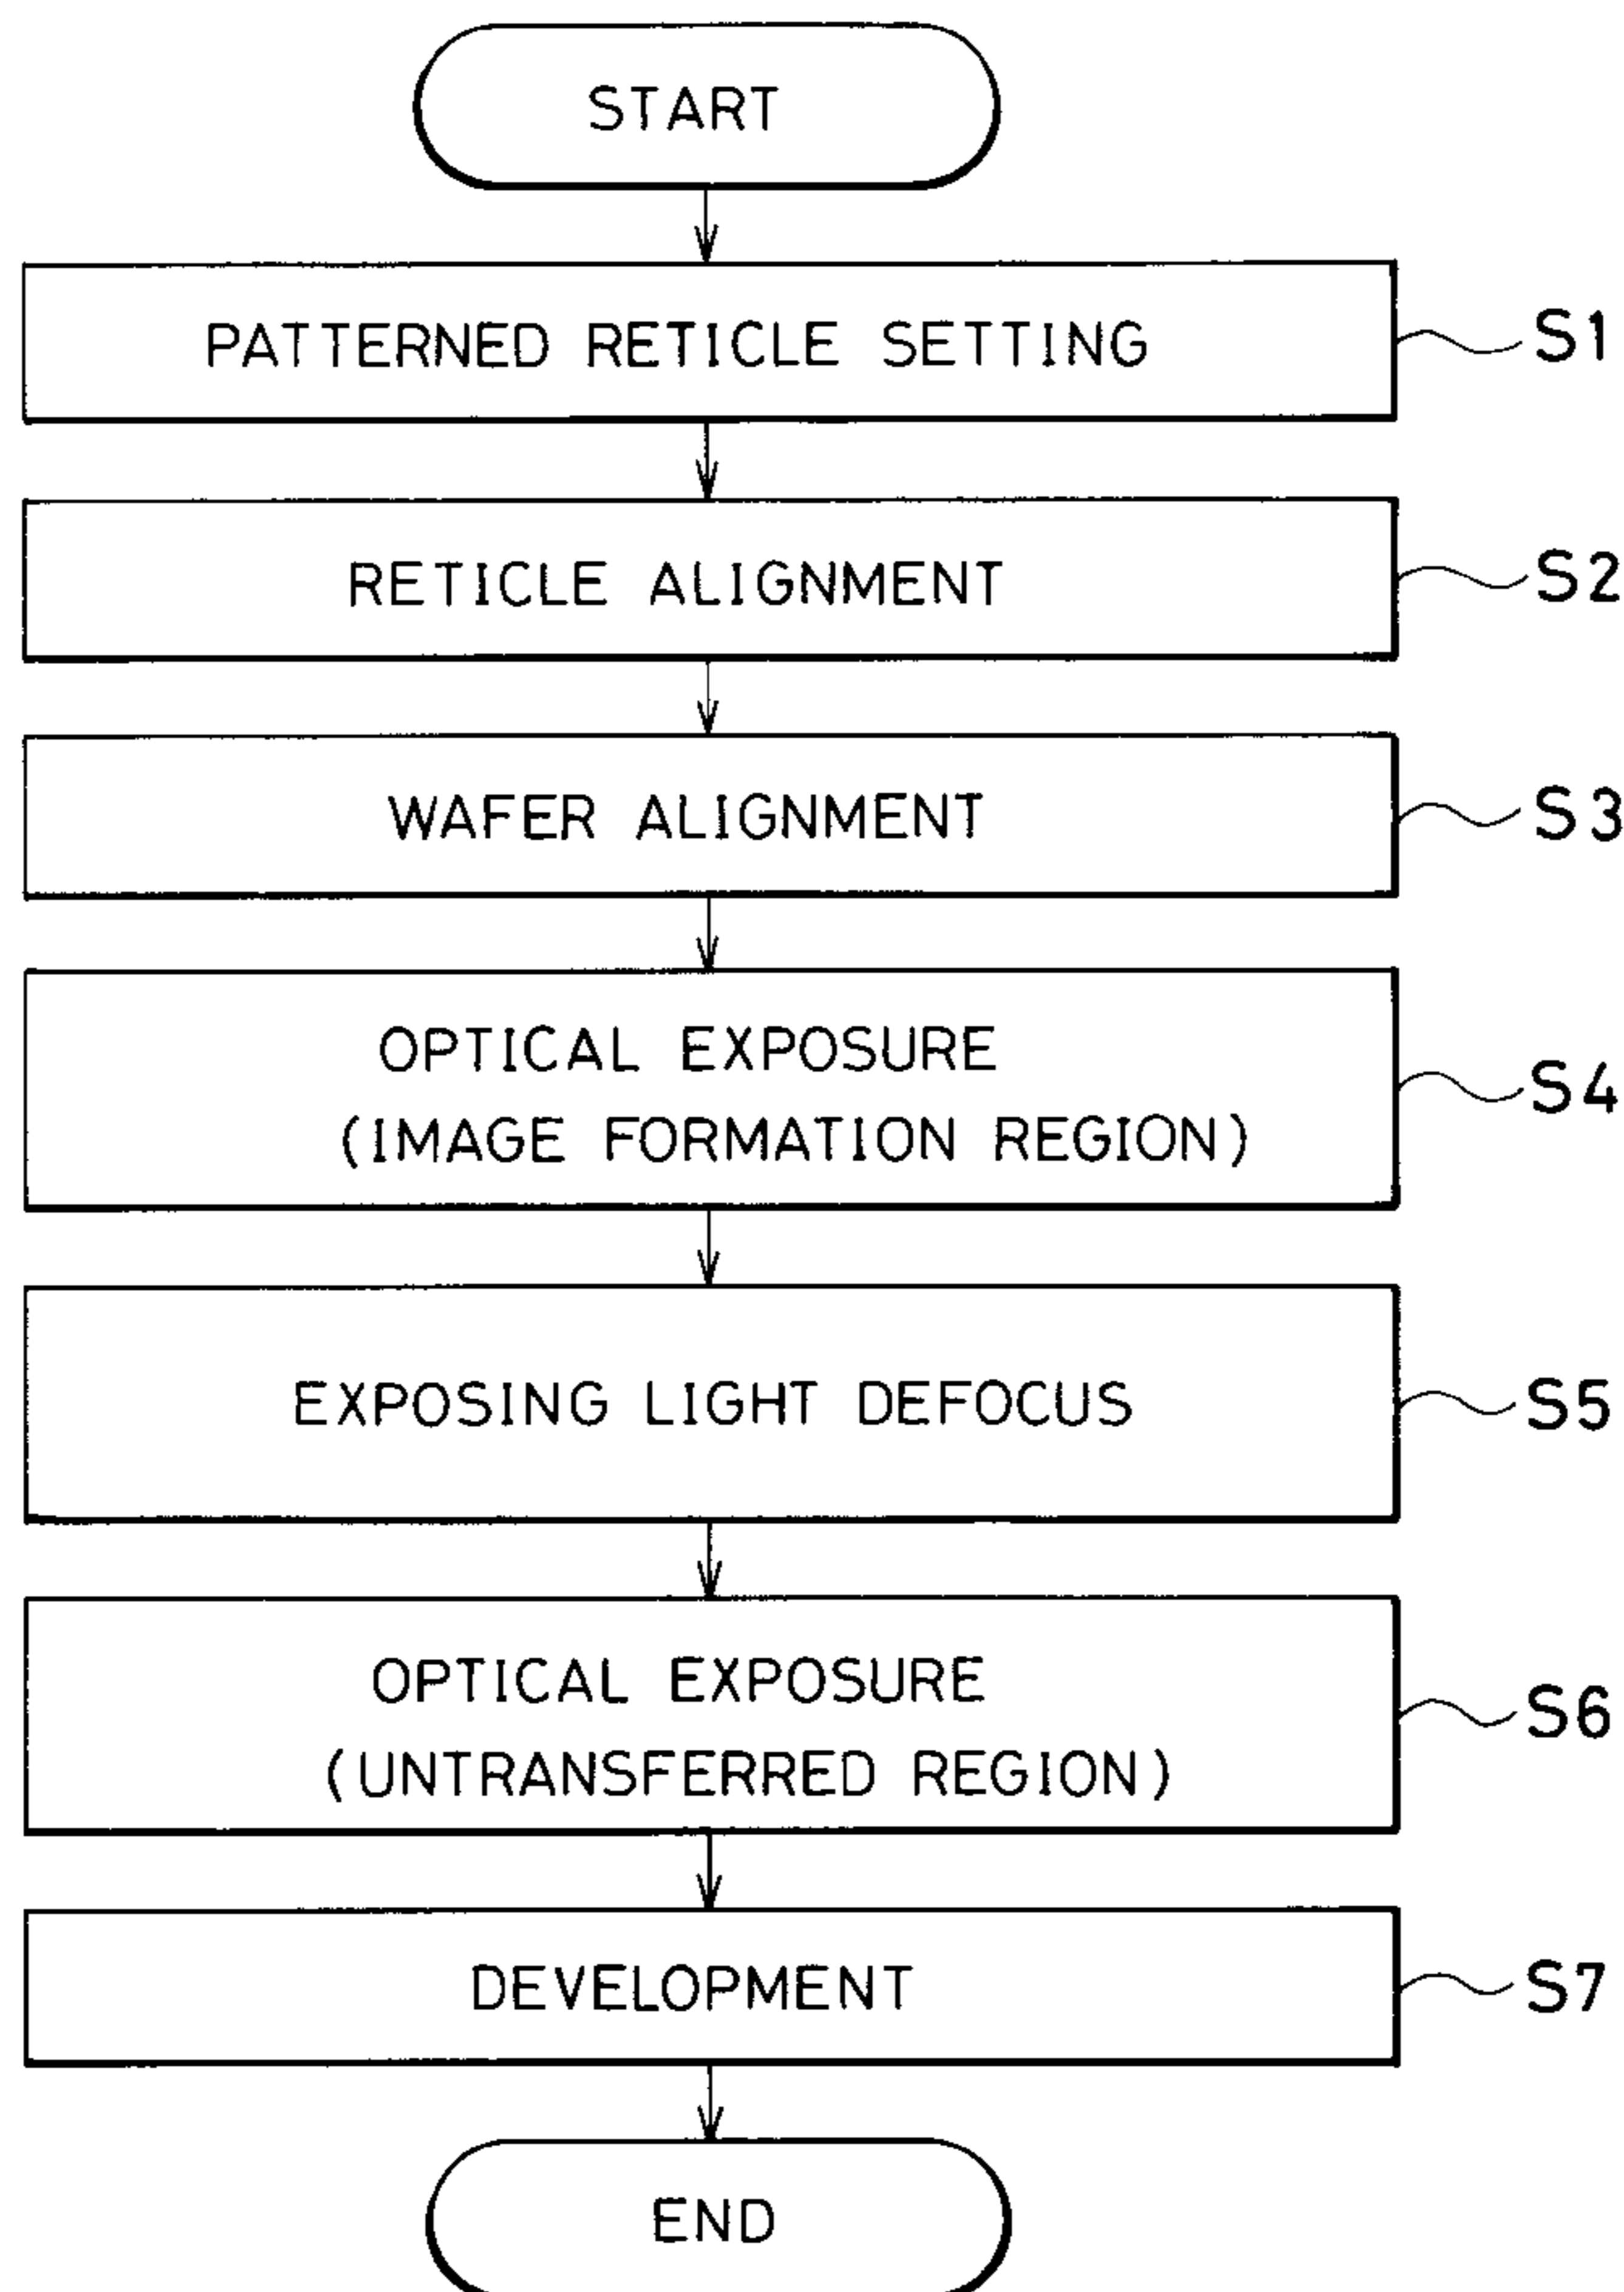 START
PATTERNED RETICLE SETTING
S1
RETICLE ALIGNMENT
S2
WAFER ALIGNMENT
S3
OPTICAL EXPOSURE
(IMAGE FORMATION REGION)
S4
EXPOSING LIGHT DEFOCUS
S5
OPTICAL EXPOSURE
(UNTRANSFERRED REGION)
S6
DEVELOPMENT
S7
END